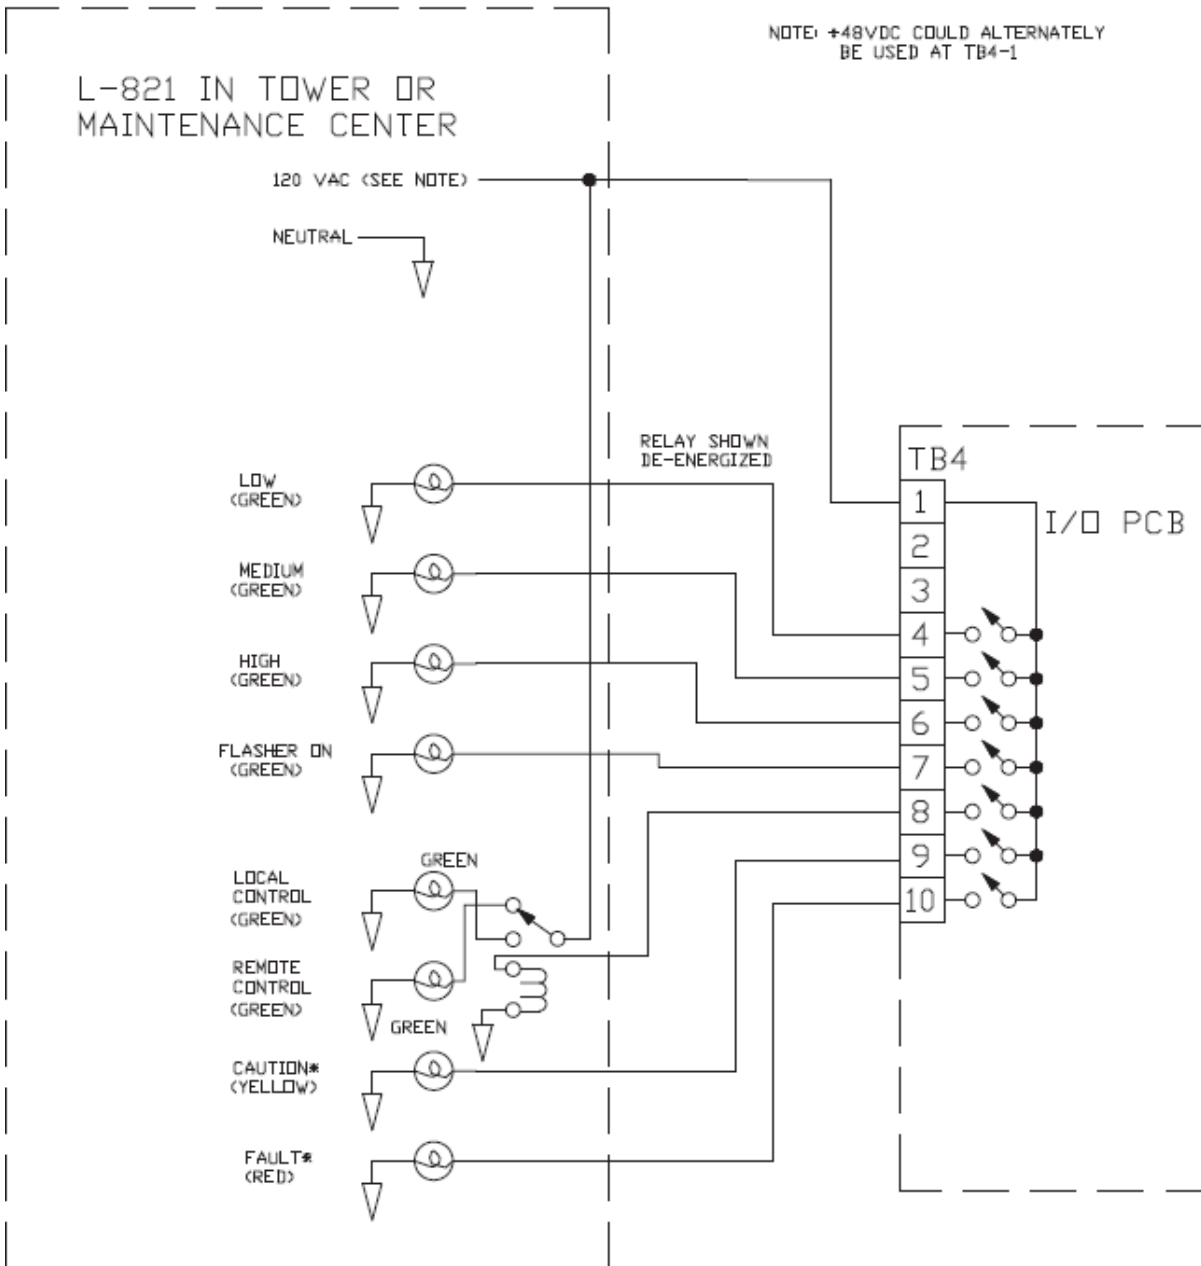 NOTE: +48VDC COULD ALTERNATELY
BE USED AT TB4-1
L-821 IN TOWER OR
MAINTENANCE CENTER
120 VAC (SEE NOTE)
NEUTRAL
RELAY SHOWN
DE-ENERGIZED
LOW
(GREEN)
MEDIUM
(GREEN)
HIGH
(GREEN)
FLASHER ON
(GREEN)
GREEN
LOCAL
CONTROL
(GREEN)
REMOTE
CONTROL
(GREEN)
GREEN
CAUTION*
(YELLOW)
FAULT*
(RED)
TB4
I/O PCB
1
2
3
4
5
6
7
8
9
10